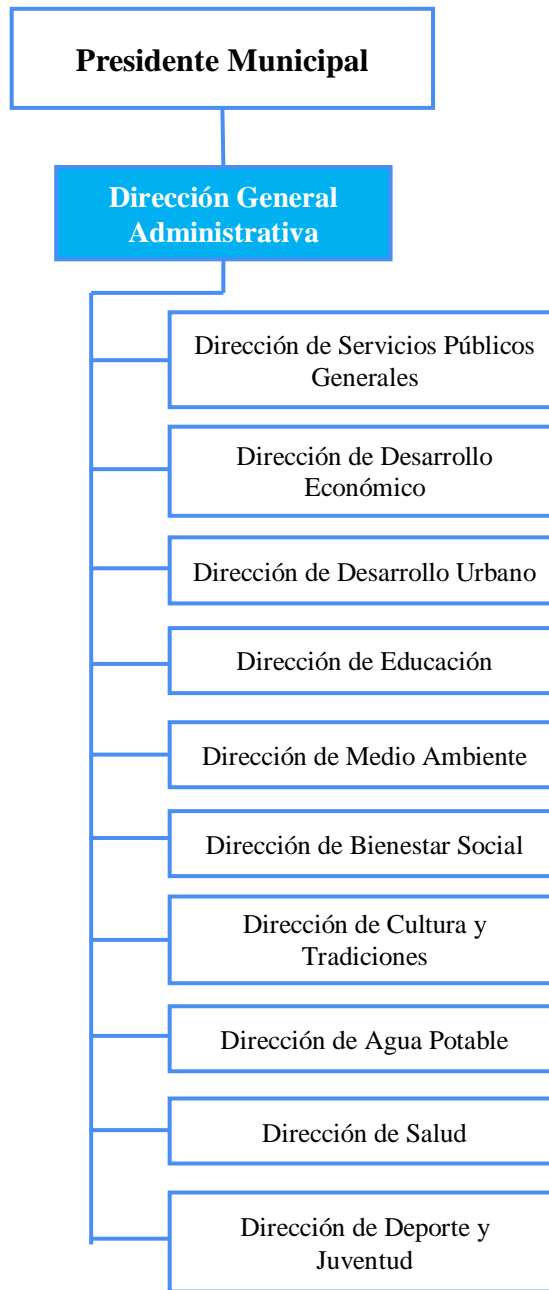 Presidente Municipal
Dirección General
Administrativa
Dirección de Servicios Públicos
Generales
Dirección de Desarrollo
Económico
Dirección de Desarrollo Urbano
Dirección de Educación
Dirección de Medio Ambiente
Dirección de Bienestar Social
Dirección de Cultura y
Tradiciones
Dirección de Agua Potable
Dirección de Salud
Dirección de Deporte y
Juventud